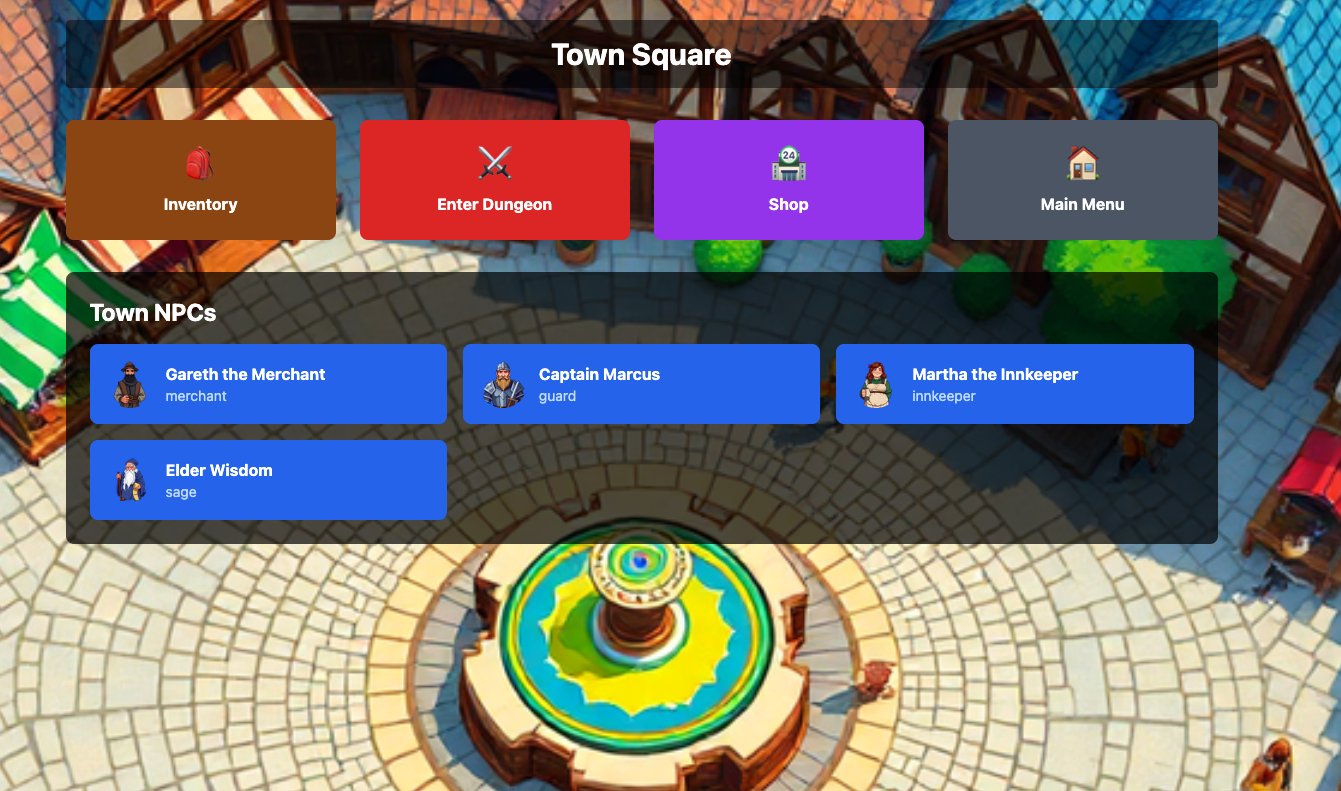 Town Square
Inventory
Enter Dungeon
24
Shop
Main Menu
Town NPCs
Gareth the Merchant
merchant
Captain Marcus
guard
Martha the Innkeeper
innkeeper
Elder Wisdom
sage